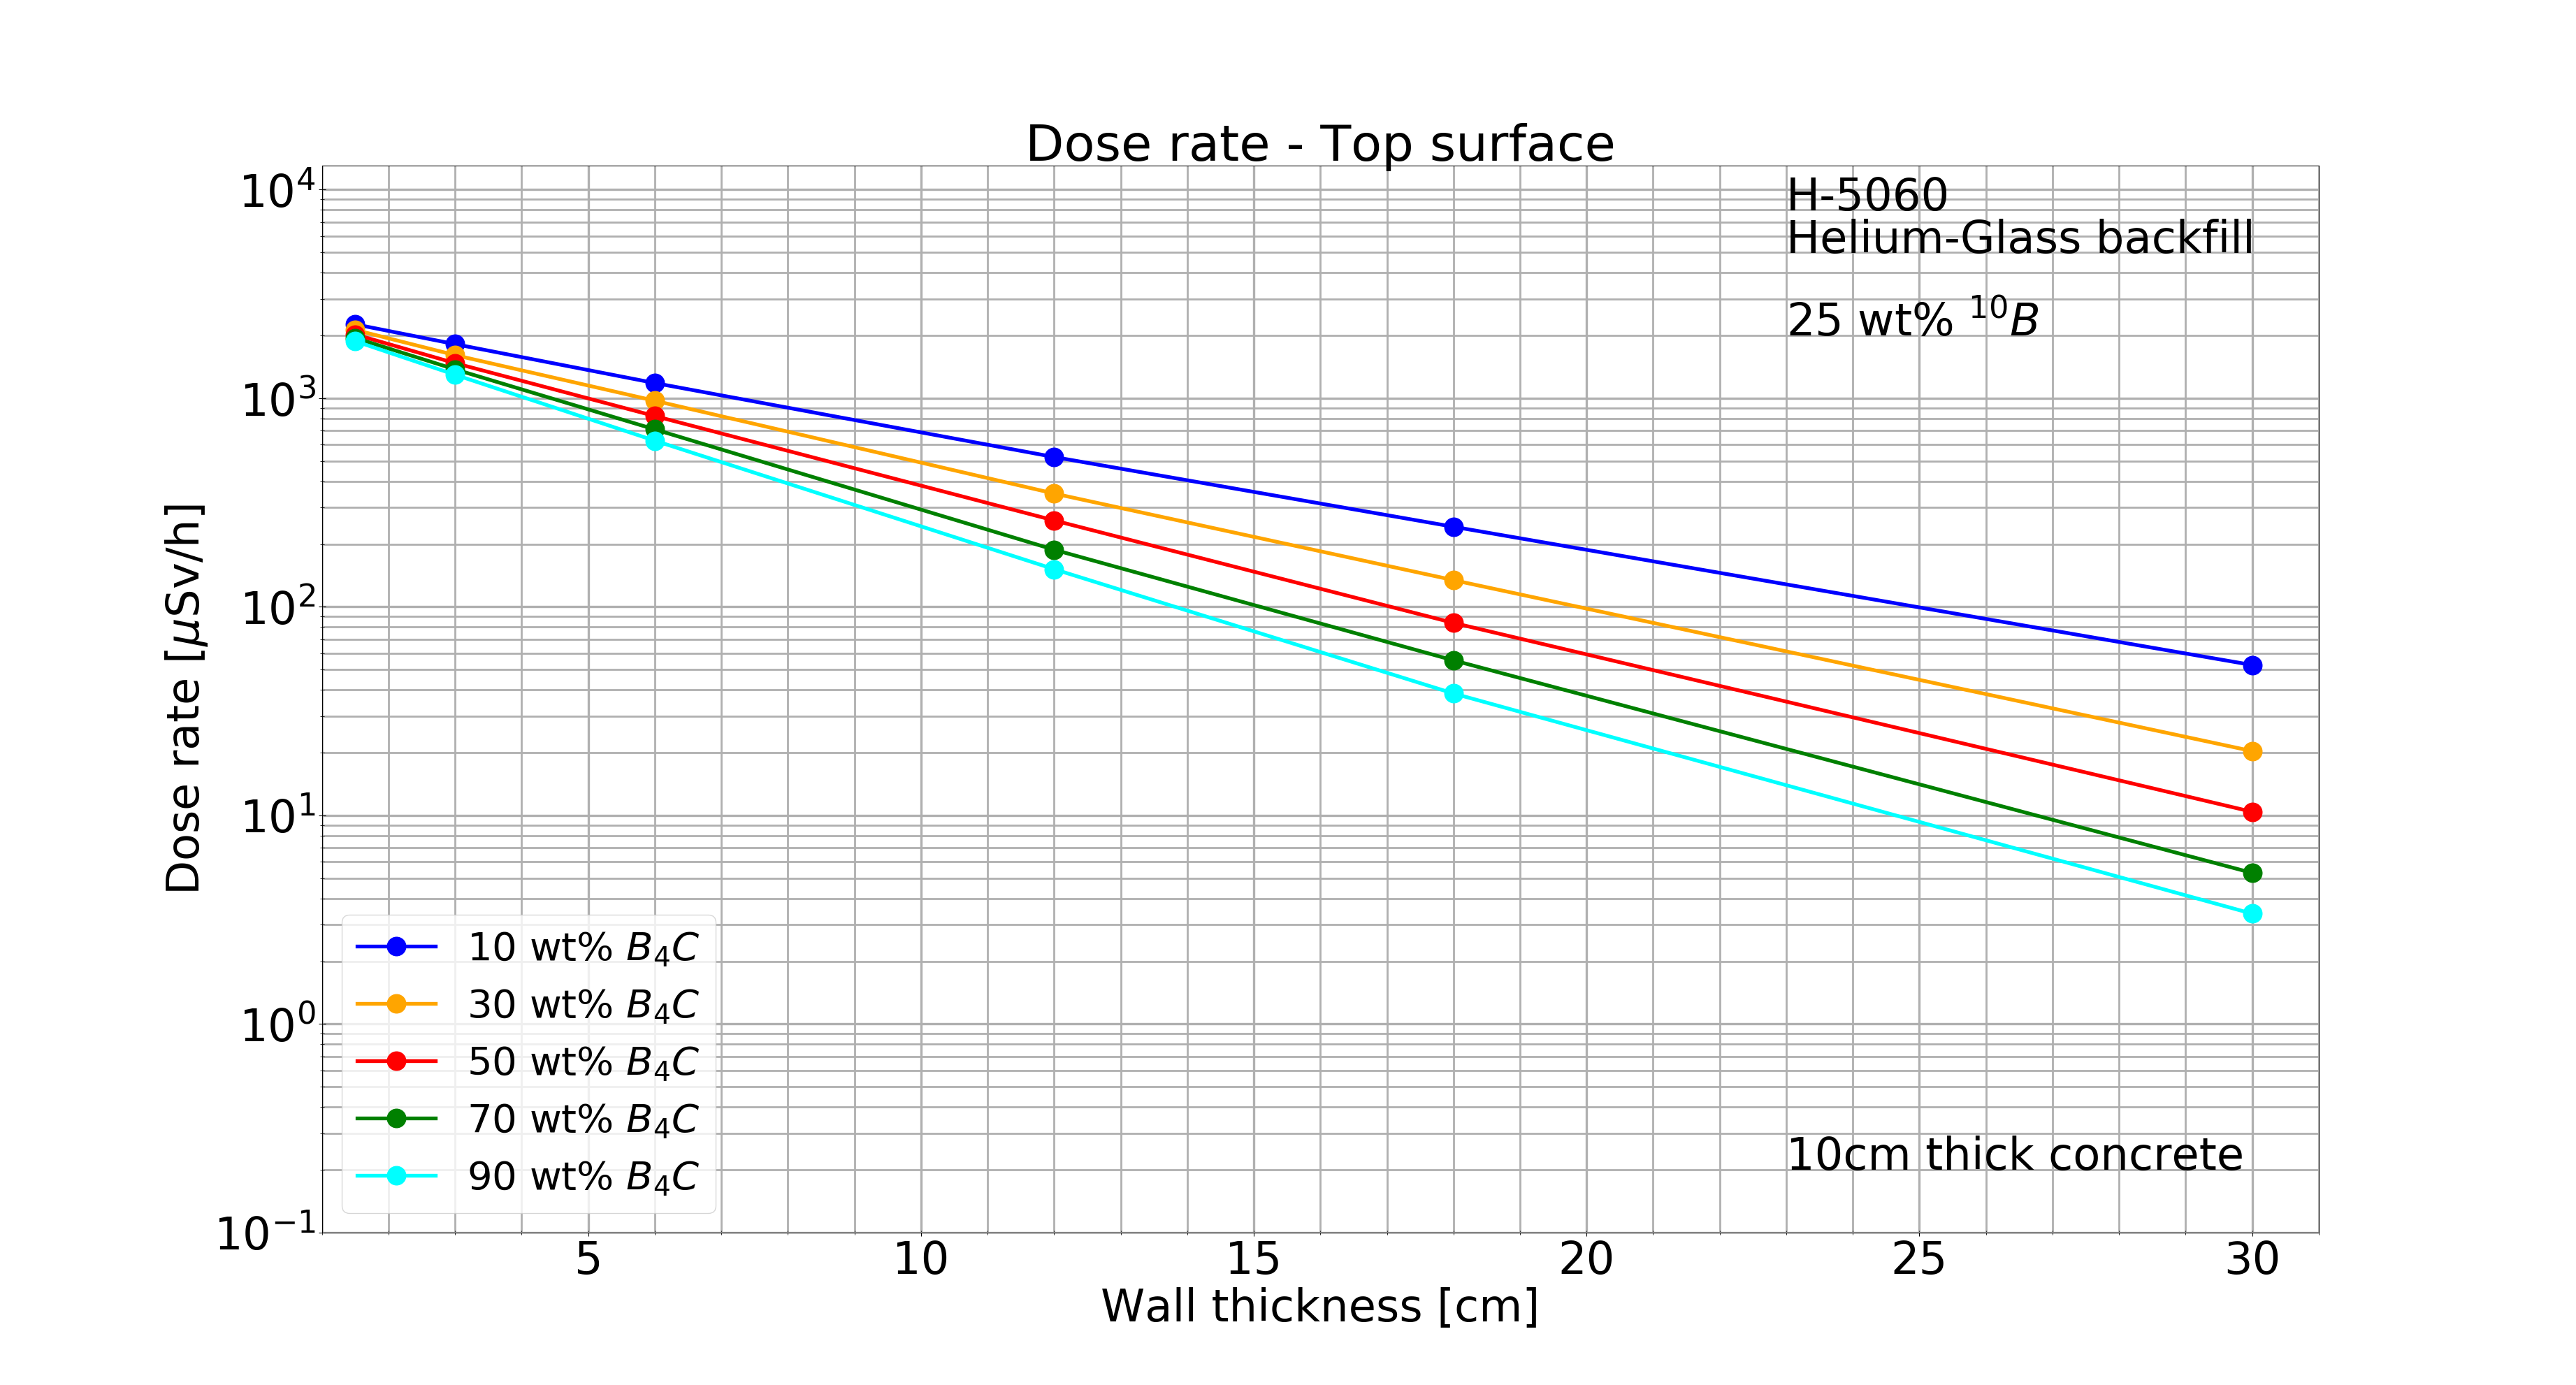 Dose rate - Top surface
H-5060
Helium-Glass backfill
25 wt% ¹⁰B
10⁴
10³
10²
10¹
10⁰
10⁻¹
Dose rate [μSv/h]
10 wt% B₄C
30 wt% B₄C
50 wt% B₄C
70 wt% B₄C
90 wt% B₄C
10cm thick concrete
5 10 15 20 25 30
Wall thickness [cm]